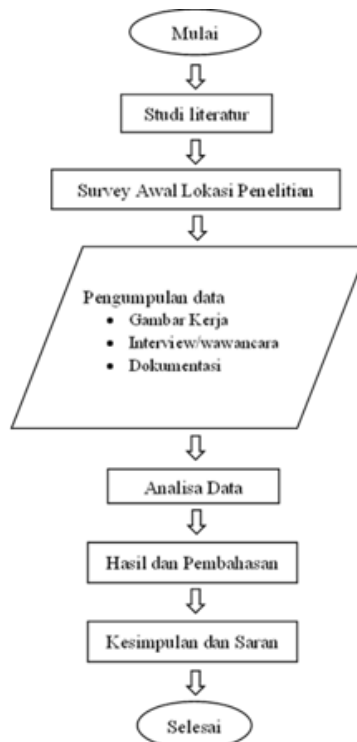 Mulai
Studi literatur
Survey Awal Lokasi Penelitian
Pengumpulan data
• Gambar Kerja
• Interview/wawancara
• Dokumentasi
Analisa Data
Hasil dan Pembahasan
Kesimpulan dan Saran
Selesai